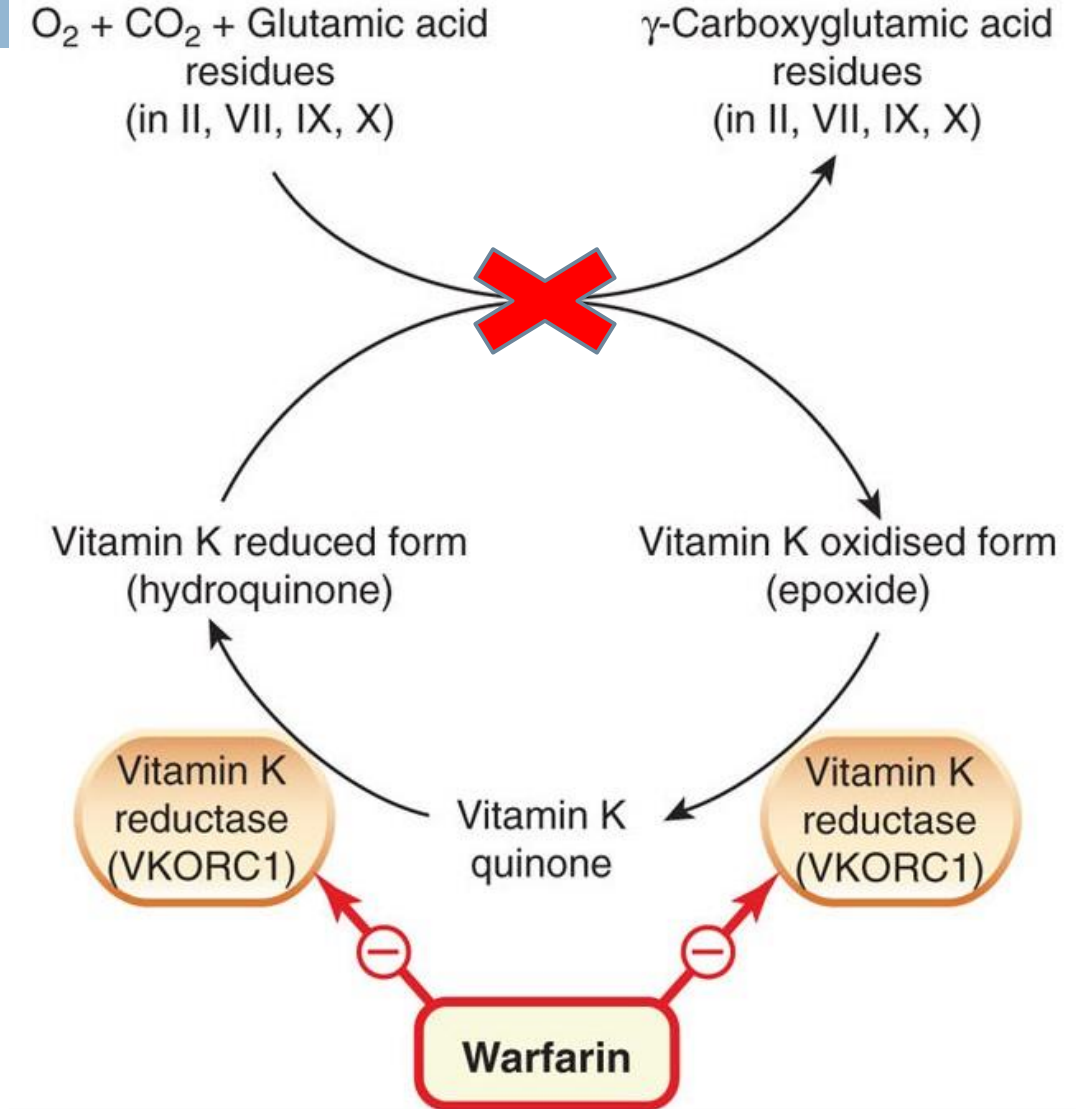 O₂ + CO₂ + Glutamic acid
residues
(in II, VII, IX, X)
γ-Carboxyglutamic acid
residues
(in II, VII, IX, X)
Vitamin K reduced form
(hydroquinone)
Vitamin K oxidised form
(epoxide)
Vitamin K
reductase
(VKORC1)
Vitamin K
quinone
Vitamin K
reductase
(VKORC1)
Warfarin